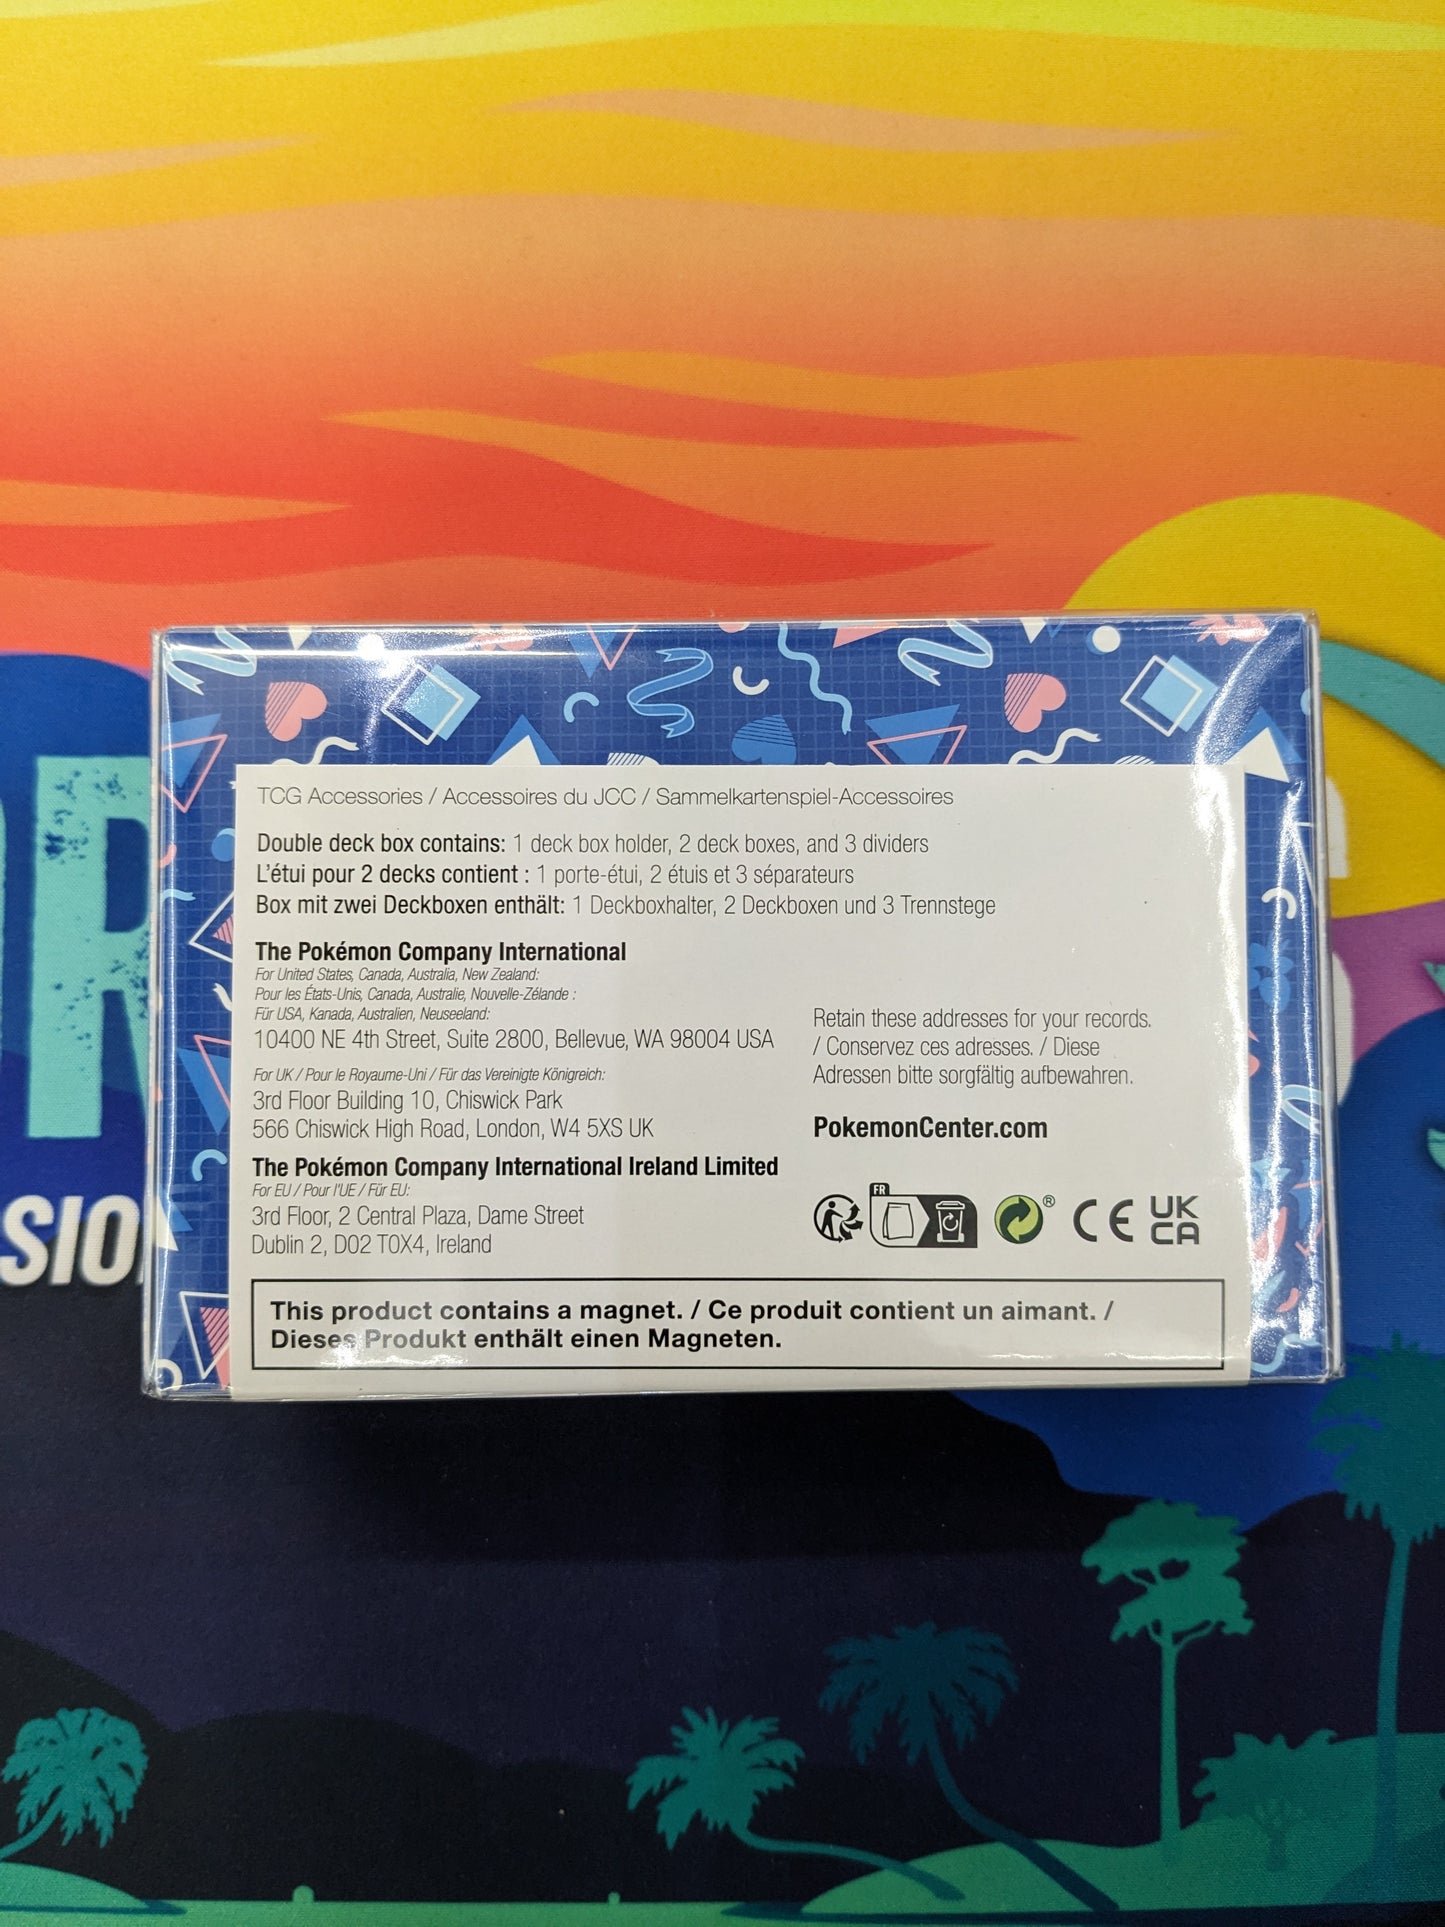 TCG Accessories / Accessoires du JCC / Sammelkartenspiel-Accessoires
Double deck box contains: 1 deck box holder, 2 deck boxes, and 3 dividers
L'étui pour 2 decks contient : 1 porte-étui, 2 étuis et 3 séparateurs
Box mit zwei Deckboxen enthält: 1 Deckboxhalter, 2 Deckboxen und 3 Trennstege
The Pokémon Company International
For United States, Canada, Australia, New Zealand:
Pour les États-Unis, Canada, Australie, Nouvelle-Zélande :
Für USA, Kanada, Australien, Neuseeland:
10400 NE 4th Street, Suite 2800, Bellevue, WA 98004 USA
For UK / Pour le Royaume-Uni / Für das Vereinigte Königreich:
3rd Floor Building 10, Chiswick Park
566 Chiswick High Road, London, W4 5XS UK
The Pokémon Company International Ireland Limited
For EU / Pour l'UE / Für EU:
3rd Floor, 2 Central Plaza, Dame Street
Dublin 2, D02 T0X4, Ireland
Retain these addresses for your records.
/ Conservez ces adresses. / Diese
Adressen bitte sorgfältig aufbewahren.
PokemonCenter.com
FR
®
CE
UK
CA
This product contains a magnet. / Ce produit contient un aimant. /
Dieses Produkt enthält einen Magneten.